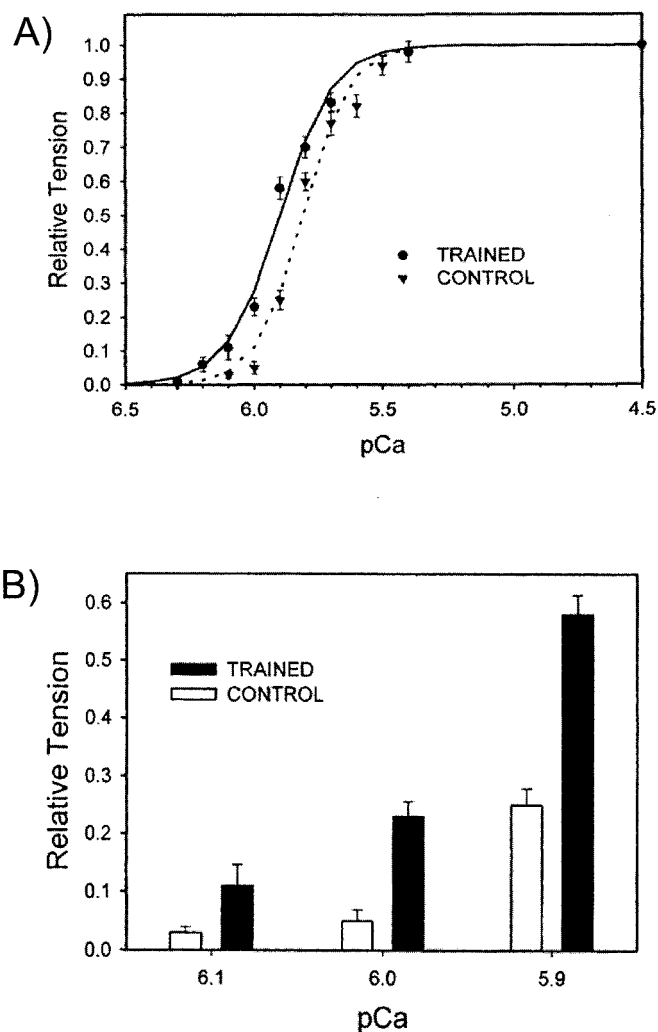 A)
Relative Tension
1.0
0.9
0.8
0.7
0.6
0.5
0.4
0.3
0.2
0.1
0.0
TRAINED
CONTROL
6.5 6.0 5.5 5.0 4.5
pCa
B)
Relative Tension
0.6
0.5
0.4
0.3
0.2
0.1
0.0
TRAINED
CONTROL
6.1 6.0 5.9
pCa